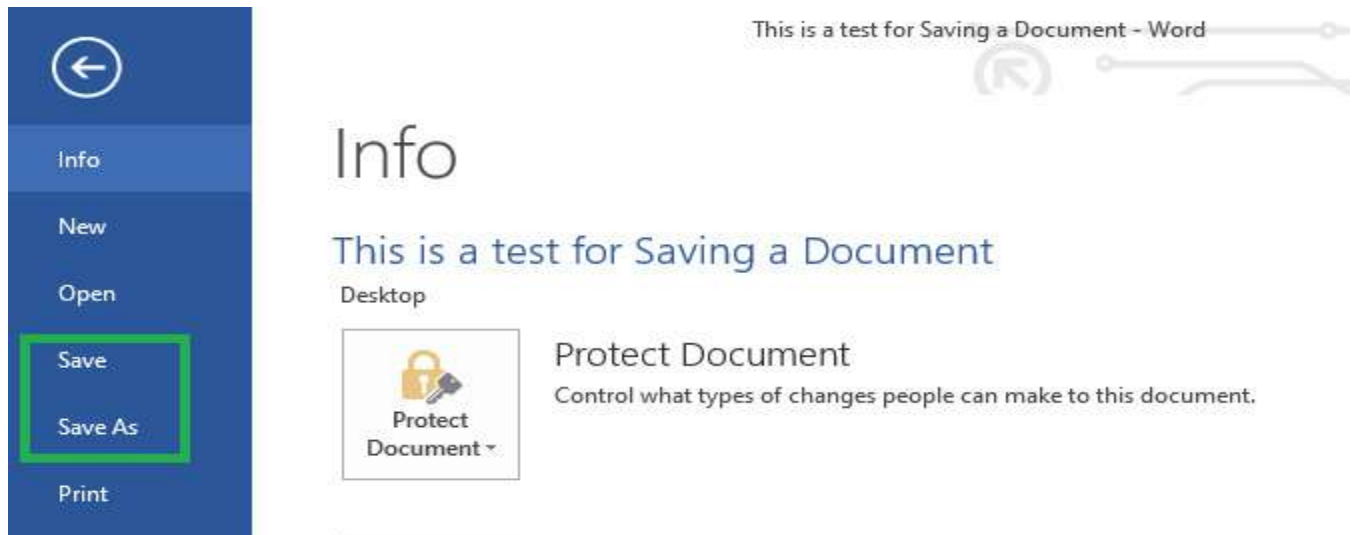 This is a test for Saving a Document - Word
Info
New
Open
Save
Save As
Print
Info
This is a test for Saving a Document
Desktop
Protect
Document
Protect Document
Control what types of changes people can make to this document.